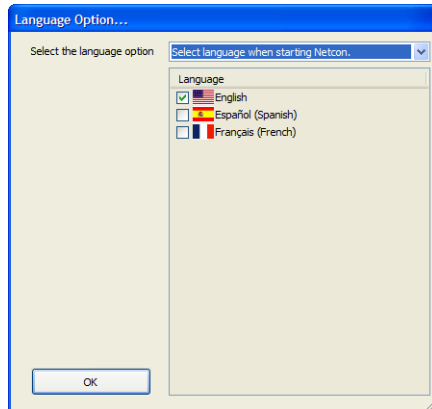 Language Option...
Select the language option
Select language when starting Netcon.
Language
English
Español (Spanish)
Français (French)
OK